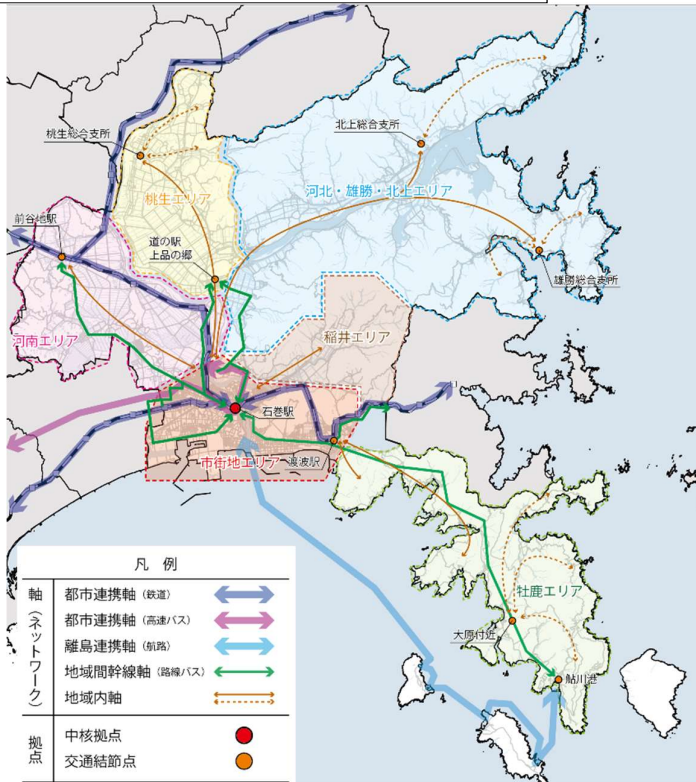 北上総合支所
桃生総合支所
桃生エリア
河北・雄勝・北上エリア
前谷地駅
道の駅
上品の郷
雄勝総合支所
河南エリア
稲井エリア
石巻駅
市街地エリア
渡波駅
牡鹿エリア
大原付近
鮎川港
凡 例
軸(ネットワーク)
都市連携軸(鉄道)
都市連携軸(高速バス)
離島連携軸(航路)
地域間幹線軸(路線バス)
地域内軸
拠点
中核拠点
交通結節点